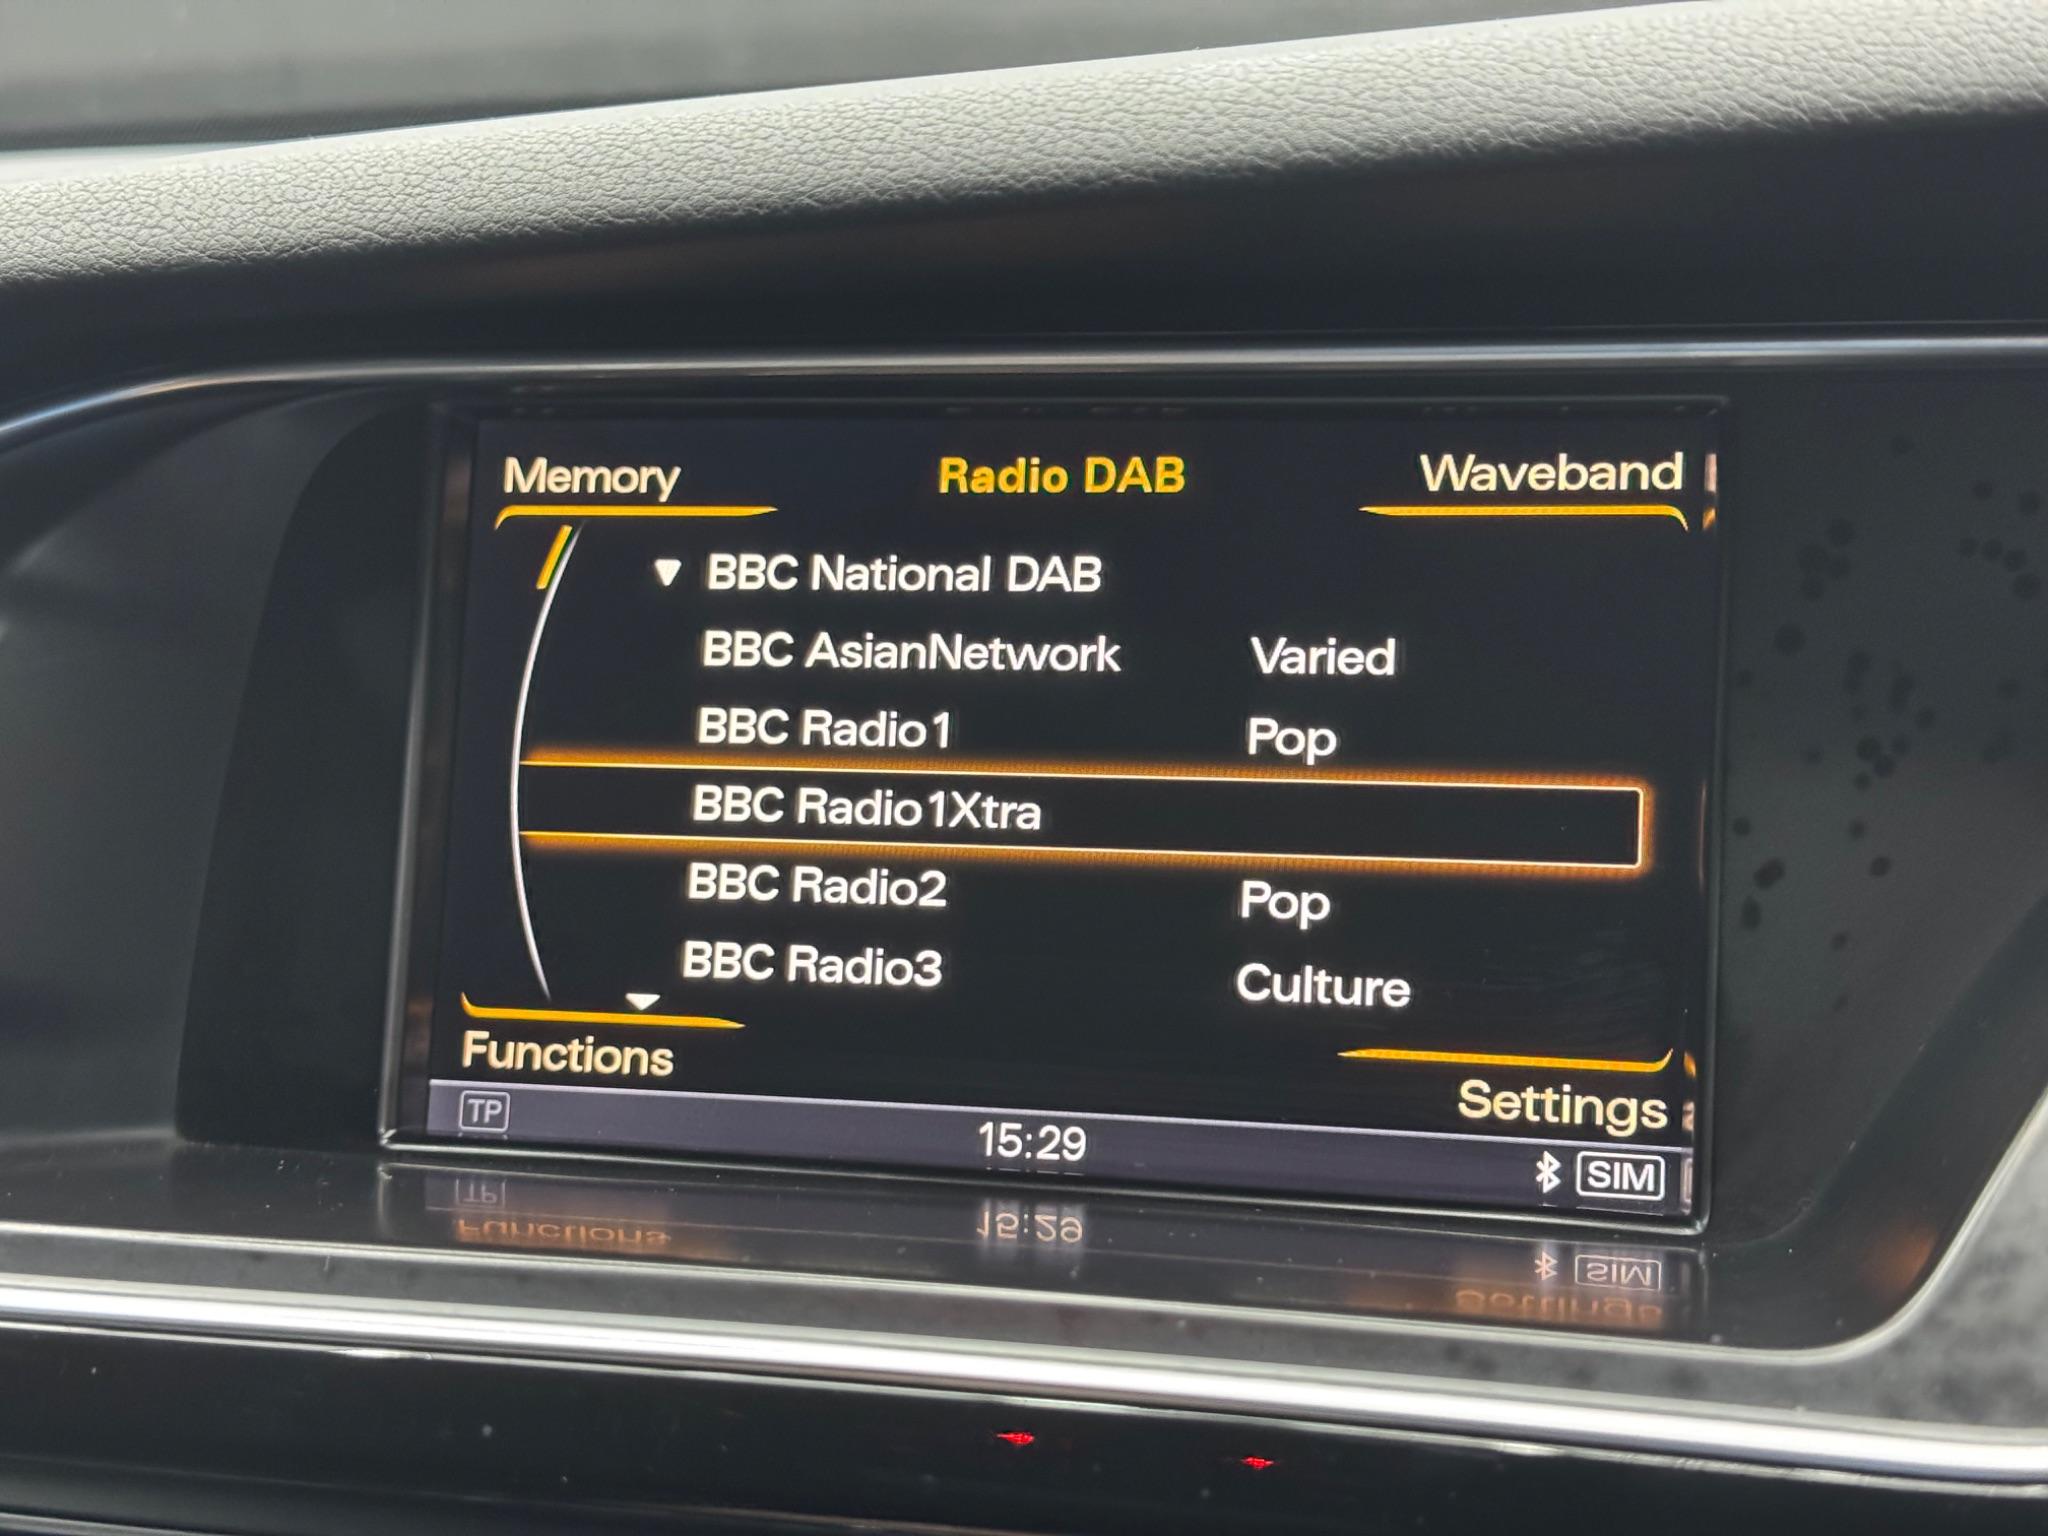 Memory Radio DAB Waveband
BBC National DAB
BBC AsianNetwork Varied
BBC Radio1 Pop
BBC Radio1Xtra
BBC Radio2 Pop
BBC Radio3 Culture
Functions
Settings
TP 15:29 SIM